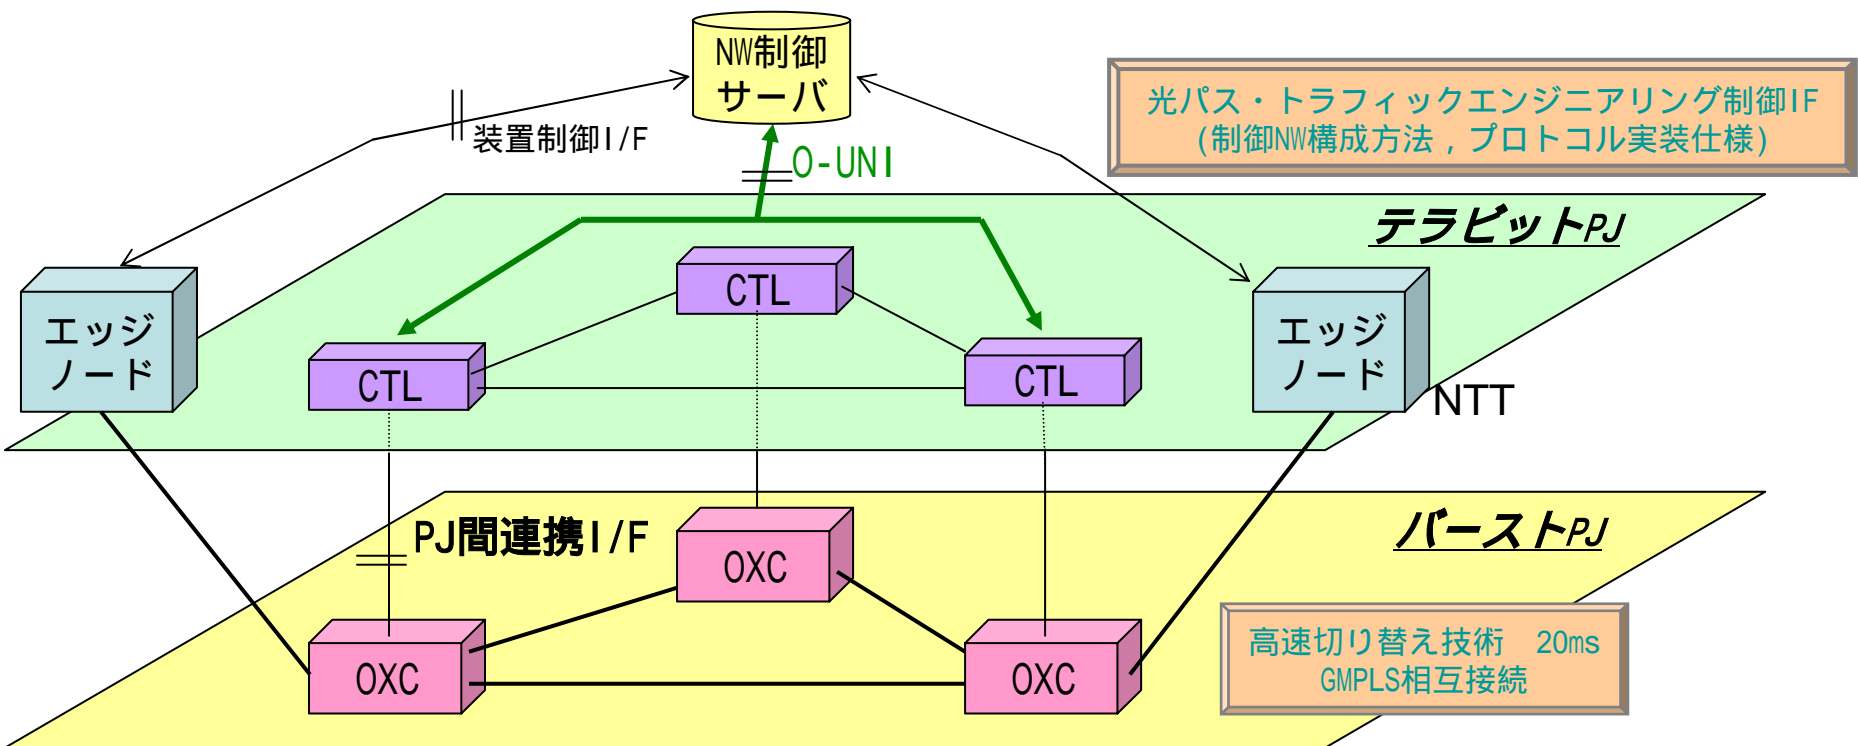 NW制御
サーバ
光パス・トラフィックエンジニアリング制御IF
(制御NW構成方法,プロトコル実装仕様)
装置制御I/F
O-UNI
テラビットPJ
CTL
エッジ
ノード
エッジ
ノード
CTL
CTL
NTT
PJ間連携I/F
バーストPJ
OXC
高速切り替え技術　20ms
GMPLS相互接続
OXC
OXC